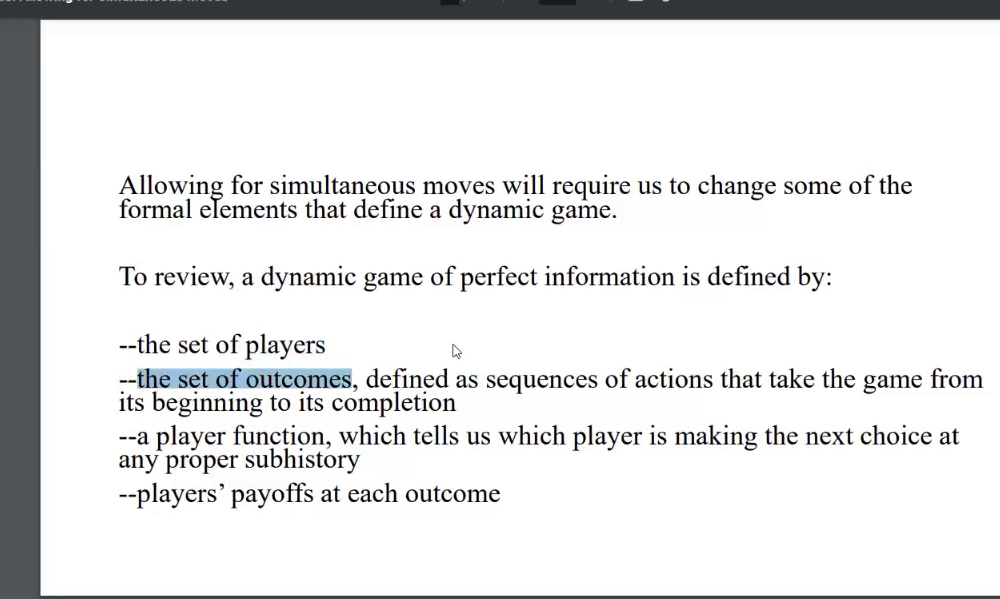 Allowing for simultaneous moves will require us to change some of the
formal elements that define a dynamic game.
To review, a dynamic game of perfect information is defined by:
--the set of players
--the set of outcomes, defined as sequences of actions that take the game from
its beginning to its completion
--a player function, which tells us which player is making the next choice at
any proper subhistory
--players’ payoffs at each outcome